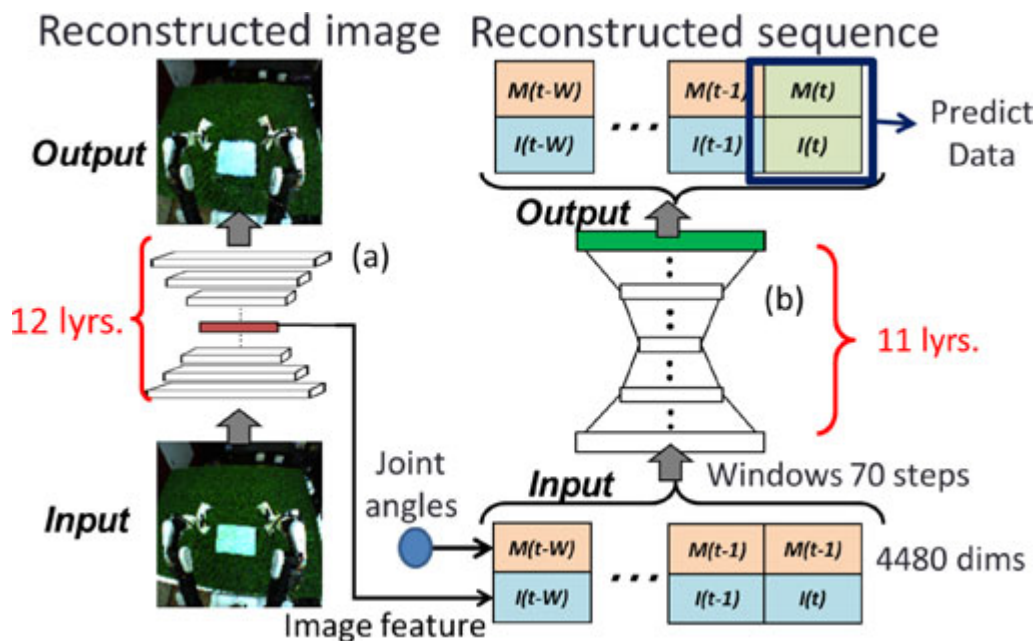 Reconstructed image
Reconstructed sequence
M(t-W)
M(t-1)
M(t)
I(t-W)
...
I(t-1)
I(t)
Predict
Data
Output
Output
(a)
(b)
12 lyrs.
11 lyrs.
Input
Joint
angles
Input
Windows 70 steps
M(t-W)
M(t-1)
M(t-1)
I(t-W)
...
I(t-1)
I(t)
4480 dims
Image feature